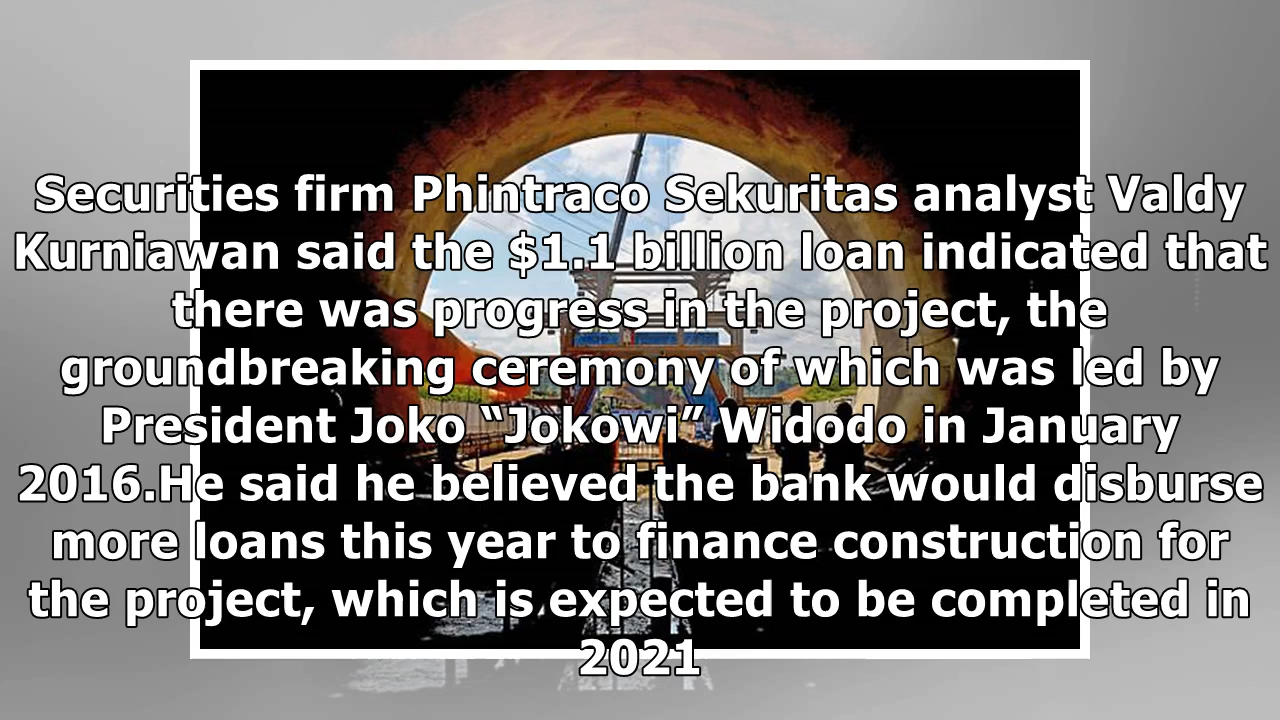 Securities firm Phintraco Sekuritas analyst Valdy
Kurniawan said the $1.1 billion loan indicated that
there was progress in the project, the
groundbreaking ceremony of which was led by
President Joko “Jokowi” Widodo in January
2016.He said he believed the bank would disburse
more loans this year to finance construction for
the project, which is expected to be completed in
2021